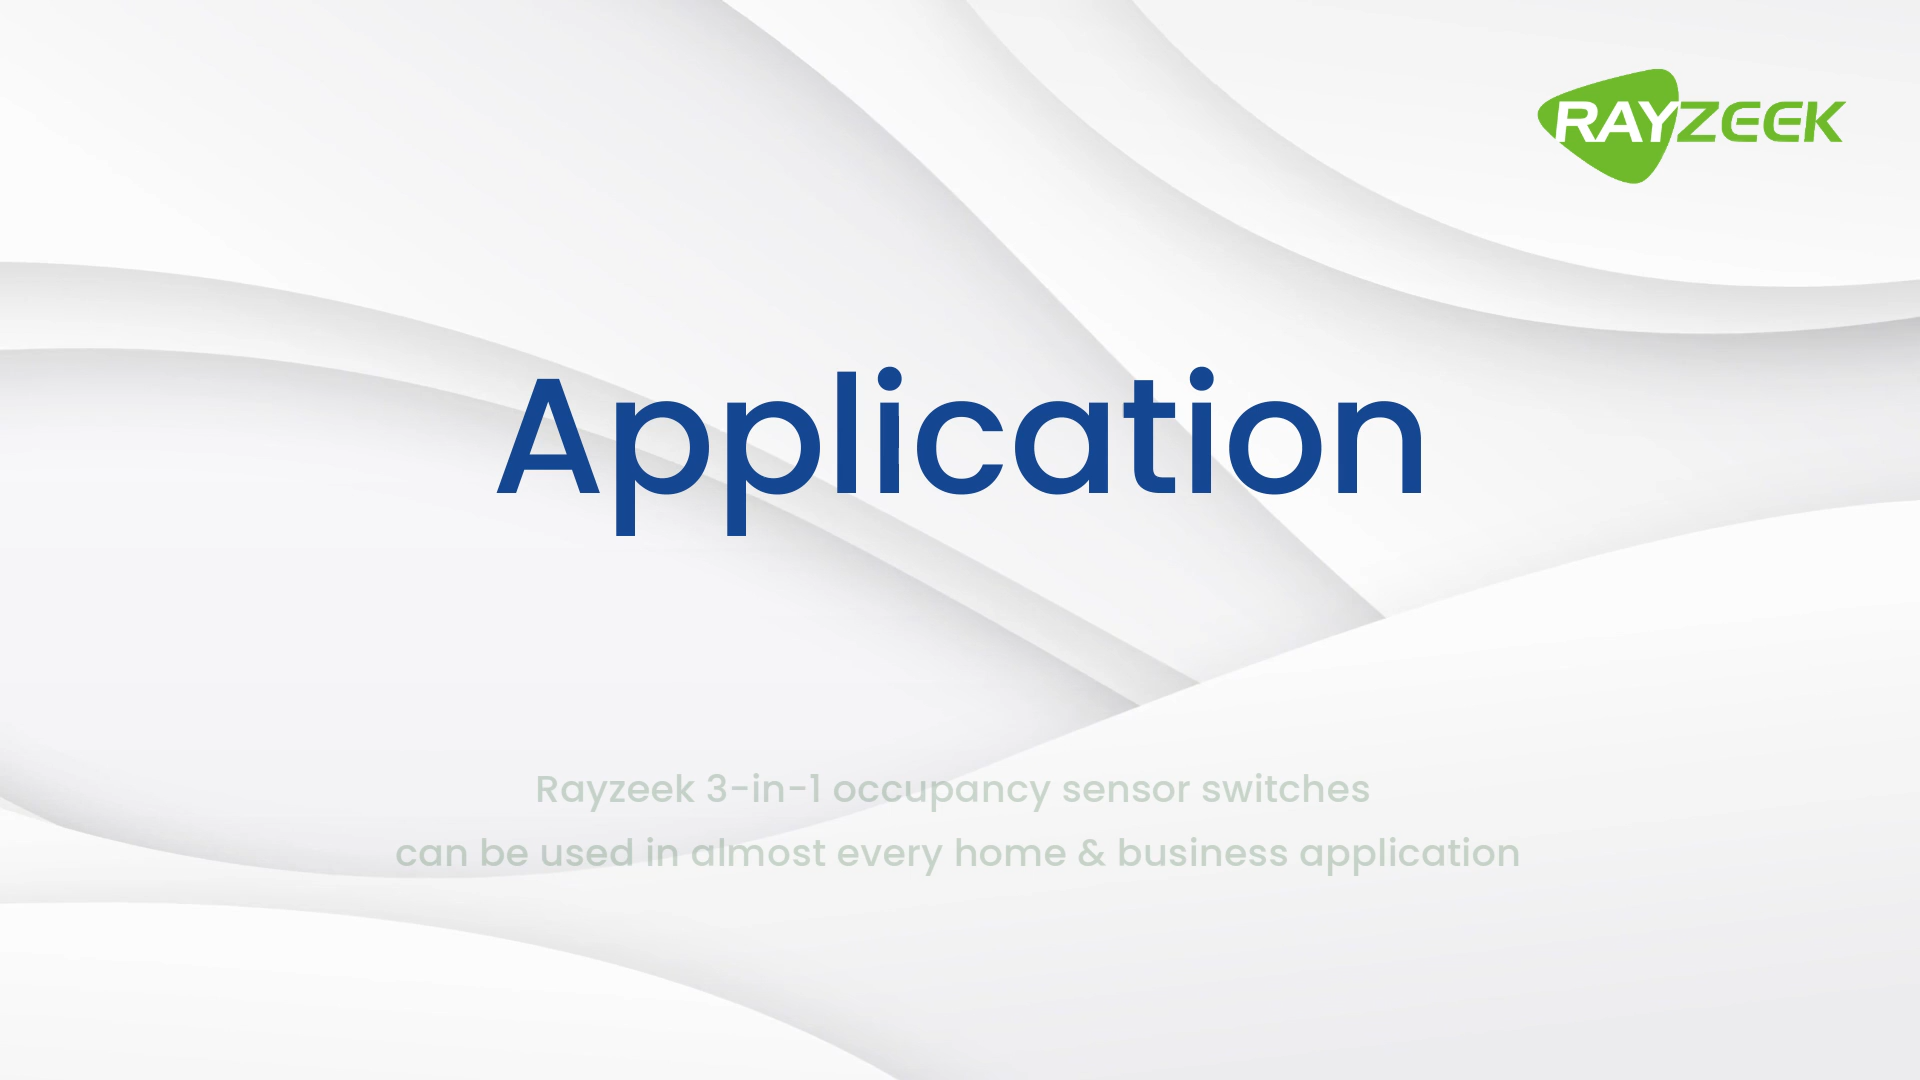 RAYZEEK
Application
Rayzeek 3-in-1 occupancy sensor switches
can be used in almost every home & business application